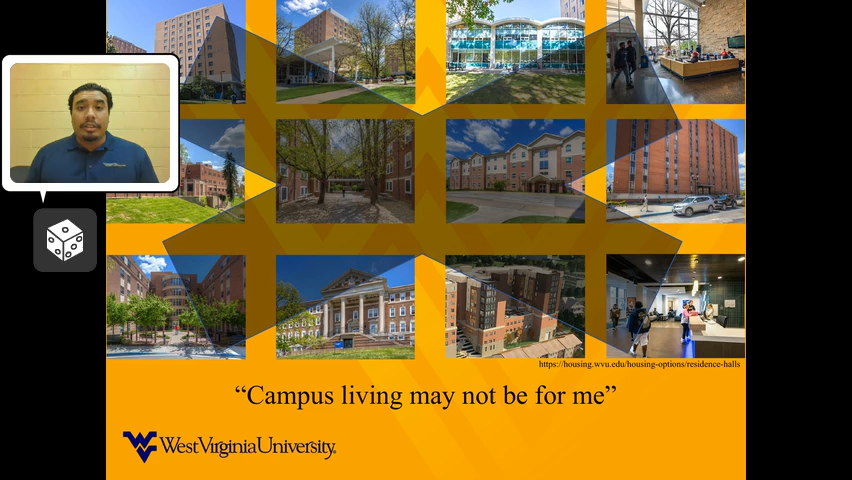 https://housing.wvu.edu/housing-options/residence-halls
“Campus living may not be for me”
WestVirginiaUniversity.